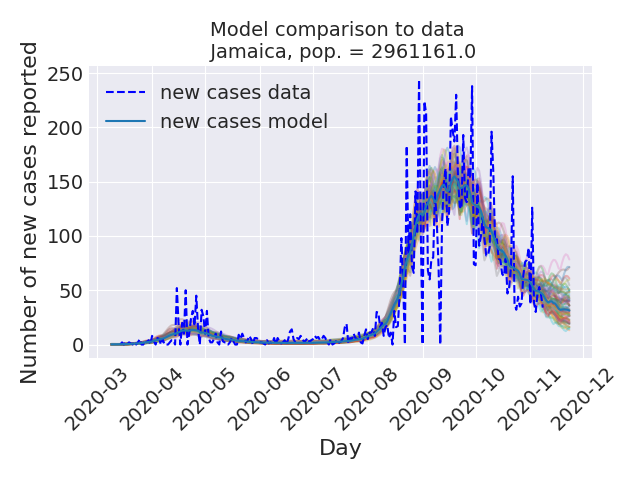 Model comparison to data
Jamaica, pop. = 2961161.0
Number of new cases reported
250
200
150
100
50
0
new cases data
new cases model
2020-03
2020-04
2020-05
2020-06
2020-07
2020-08
2020-09
2020-10
2020-11
2020-12
Day